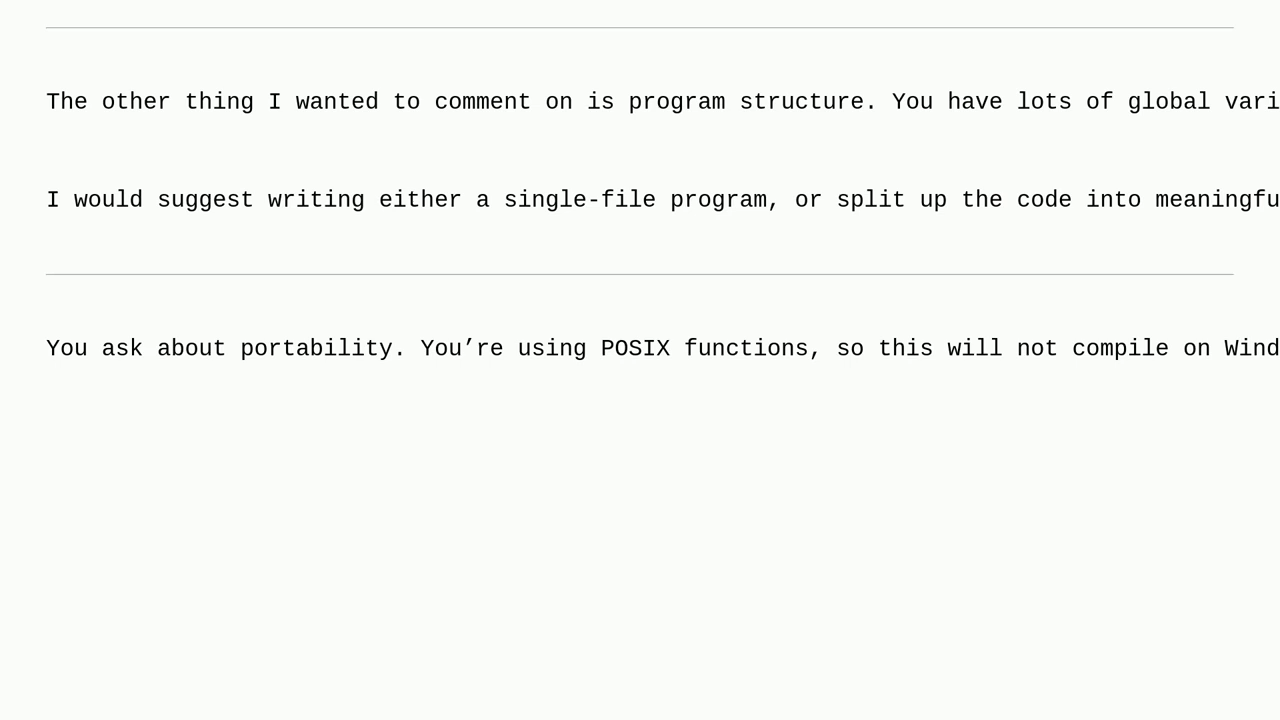 The other thing I wanted to comment on is program structure. You have lots of global vari
I would suggest writing either a single-file program, or split up the code into meaningfu
You ask about portability. You’re using POSIX functions, so this will not compile on Wind